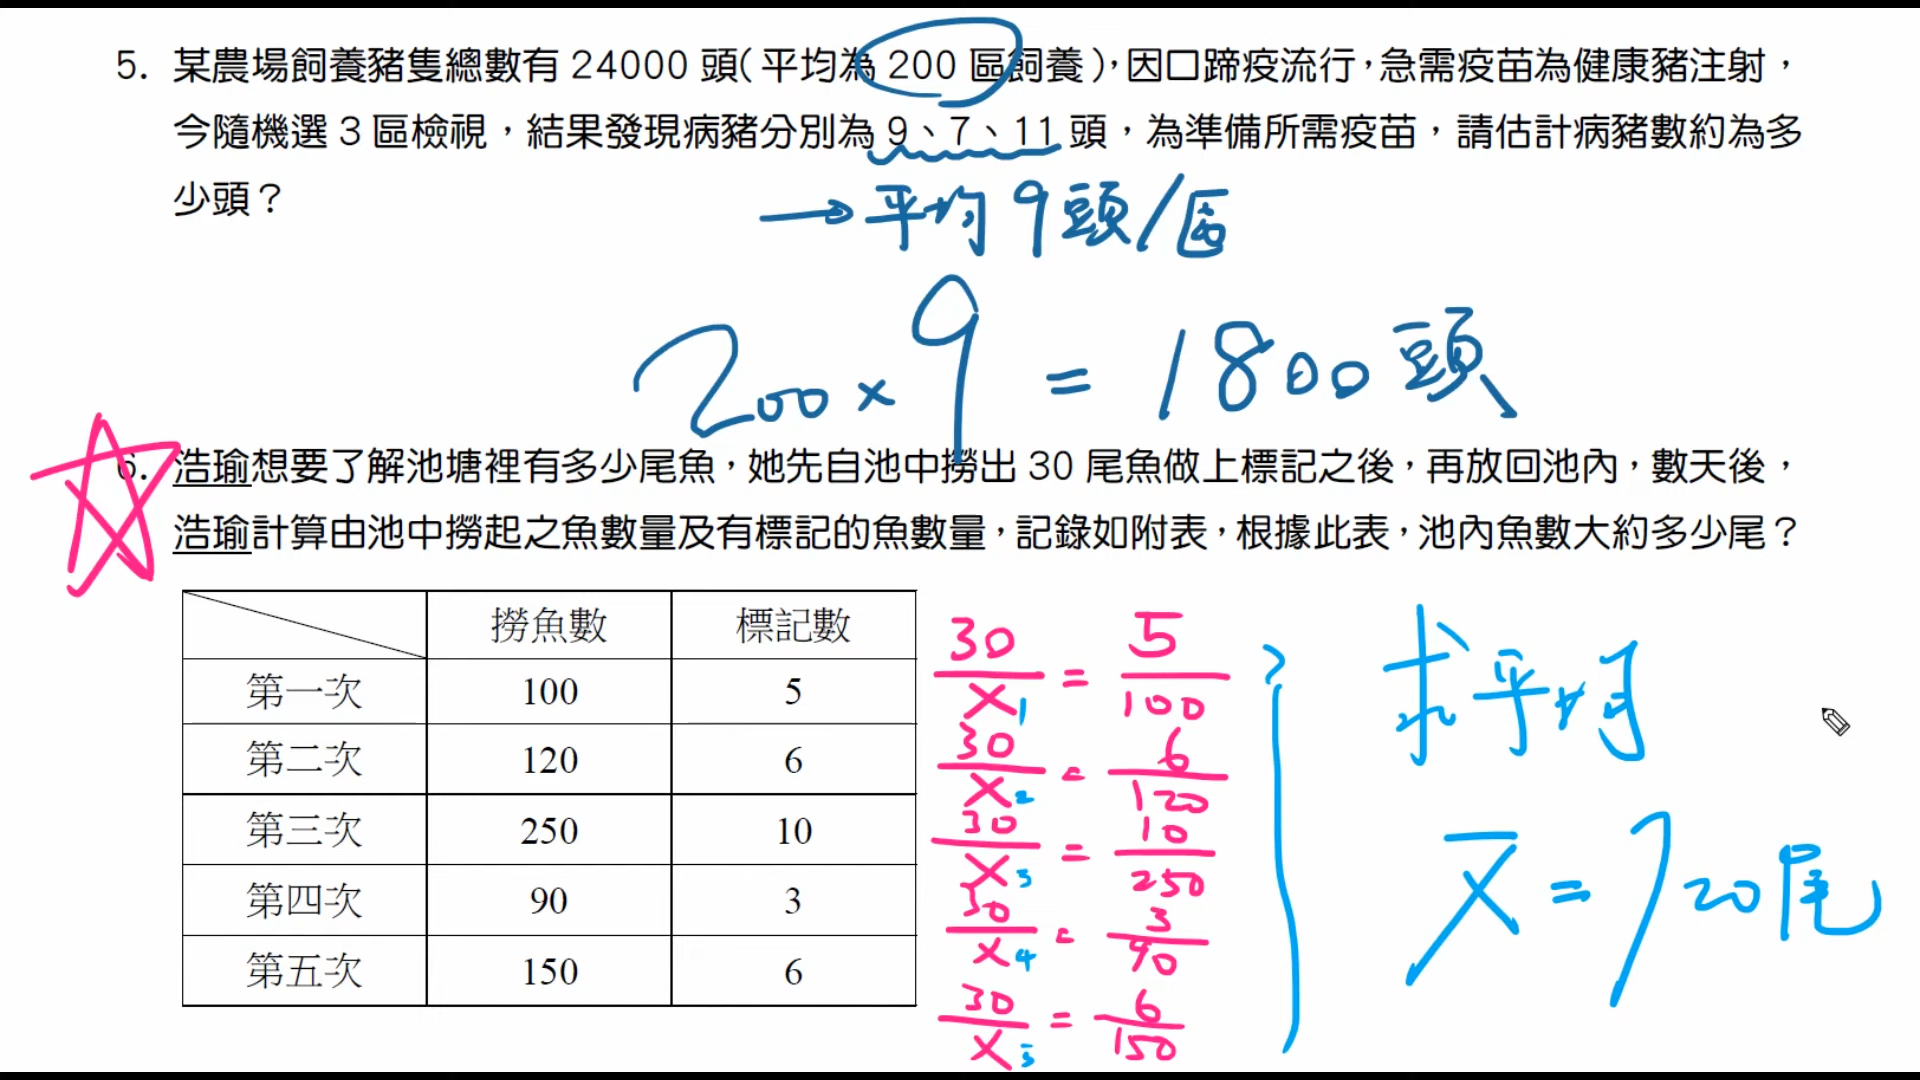 5. 某農場飼養豬隻總數有 24000 頭(平均為 200 區飼養),因口蹄疫流行,急需疫苗為健康豬注射,
今隨機選 3 區檢視,結果發現病豬分別為 9、7、11 頭,為準備所需疫苗,請估計病豬數約為多
少頭?
→平均 9 頭/區
200 × 9 = 1800 頭
6. 浩瑜想要了解池塘裡有多少尾魚,她先自池中撈出 30 尾魚做上標記之後,再放回池內,數天後,
浩瑜計算由池中撈起之魚數量及有標記的魚數量,記錄如附表,根據此表,池內魚數大約多少尾?
撈魚數 標記數
第一次 100 5
第二次 120 6
第三次 250 10
第四次 90 3
第五次 150 6
30/X1 = 5/100
30/X2 = 6/120
30/X3 = 10/250
30/X4 = 3/90
30/X5 = 6/150
求平均
X̄ = 720尾